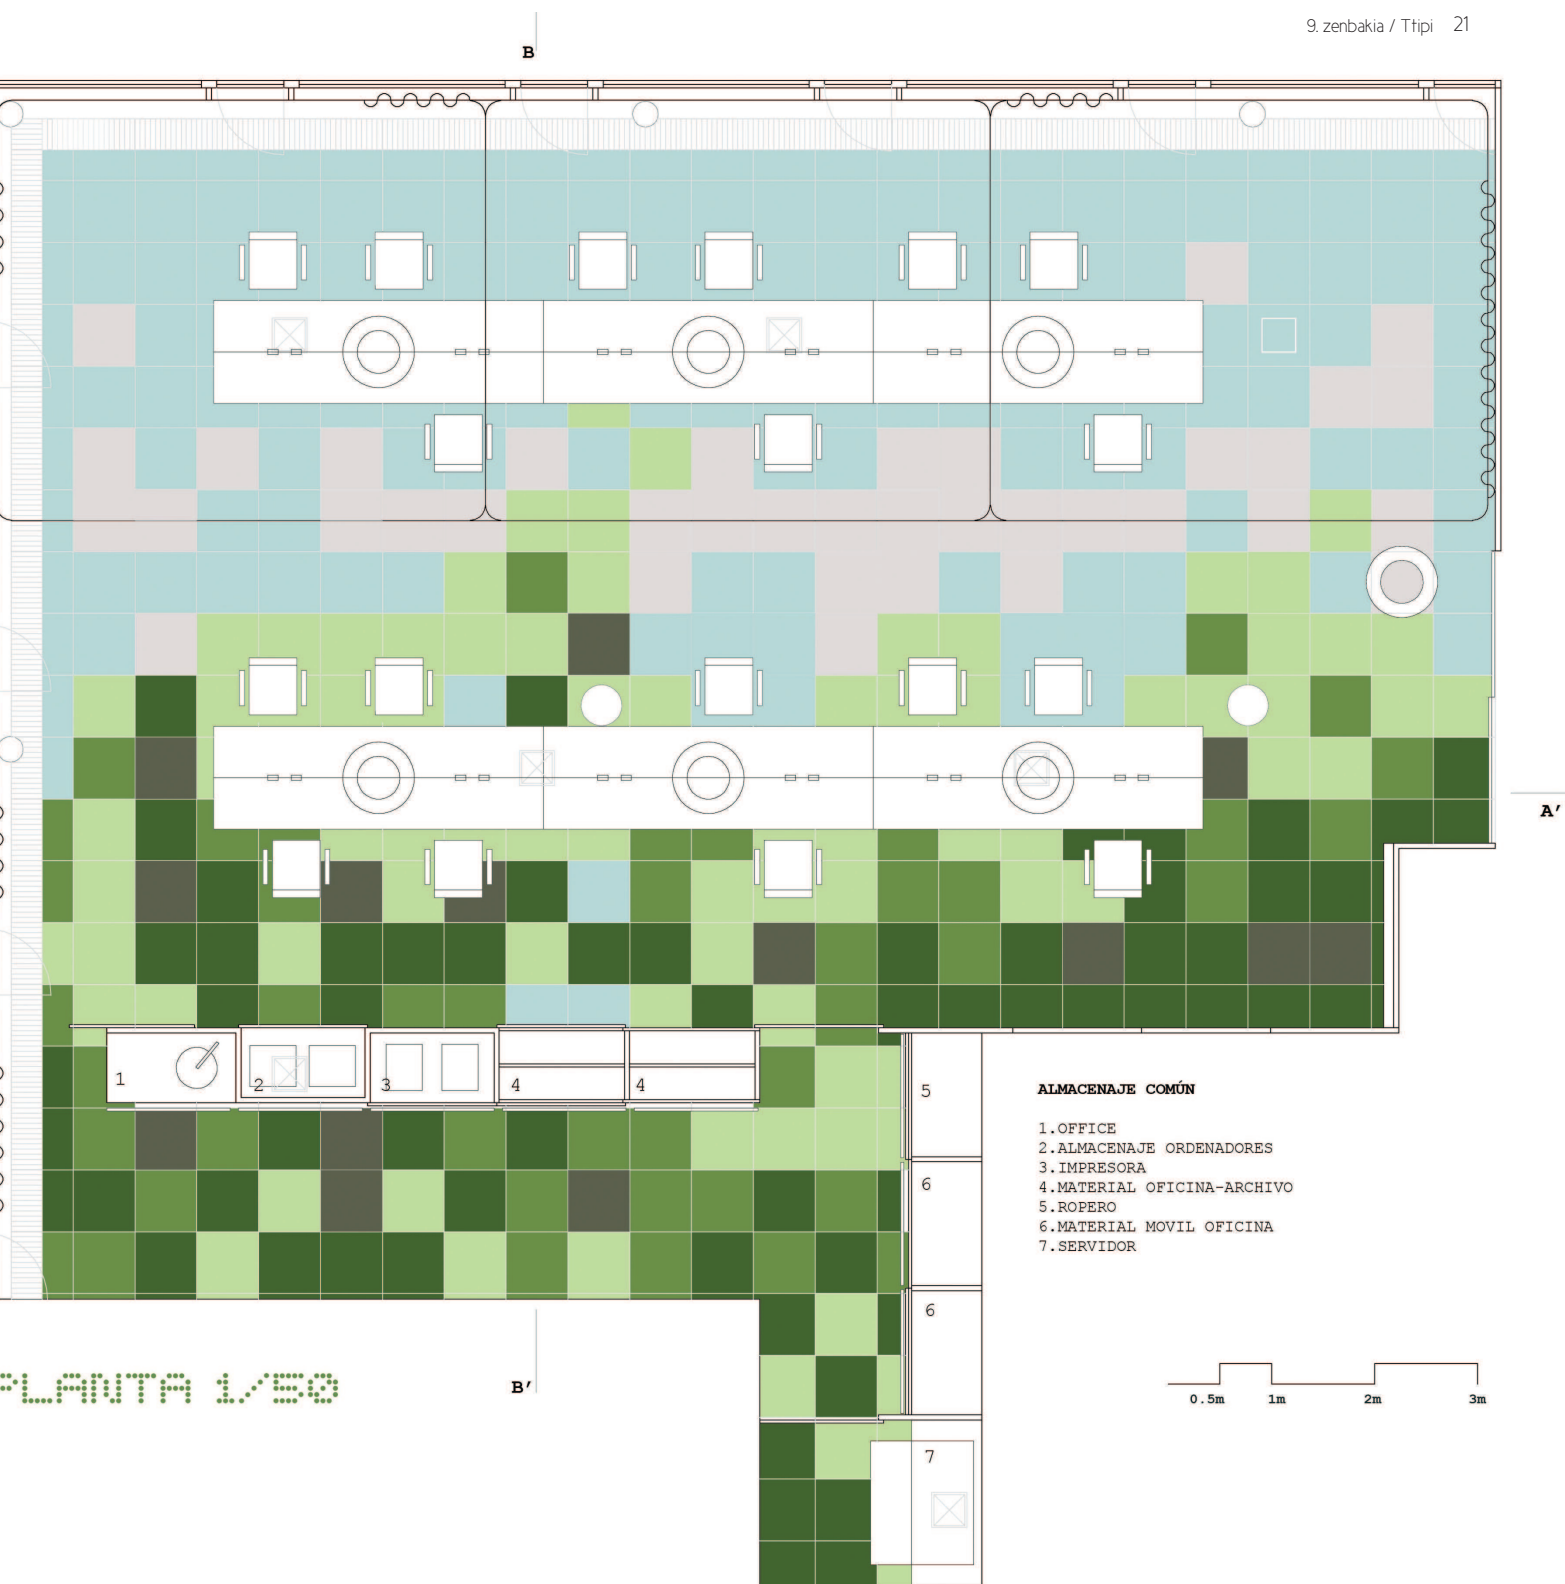 9. zenbakia / Ttipi 21
B
A'
1
2
3
4
4
5
6
6
7
ALMACENAJE COMÚN
1.OFFICE
2.ALMACENAJE ORDENADORES
3.IMPRESORA
4.MATERIAL OFICINA-ARCHIVO
5.ROPERO
6.MATERIAL MOVIL OFICINA
7.SERVIDOR
B'
PLANTA 1/50
0.5m 1m 2m 3m